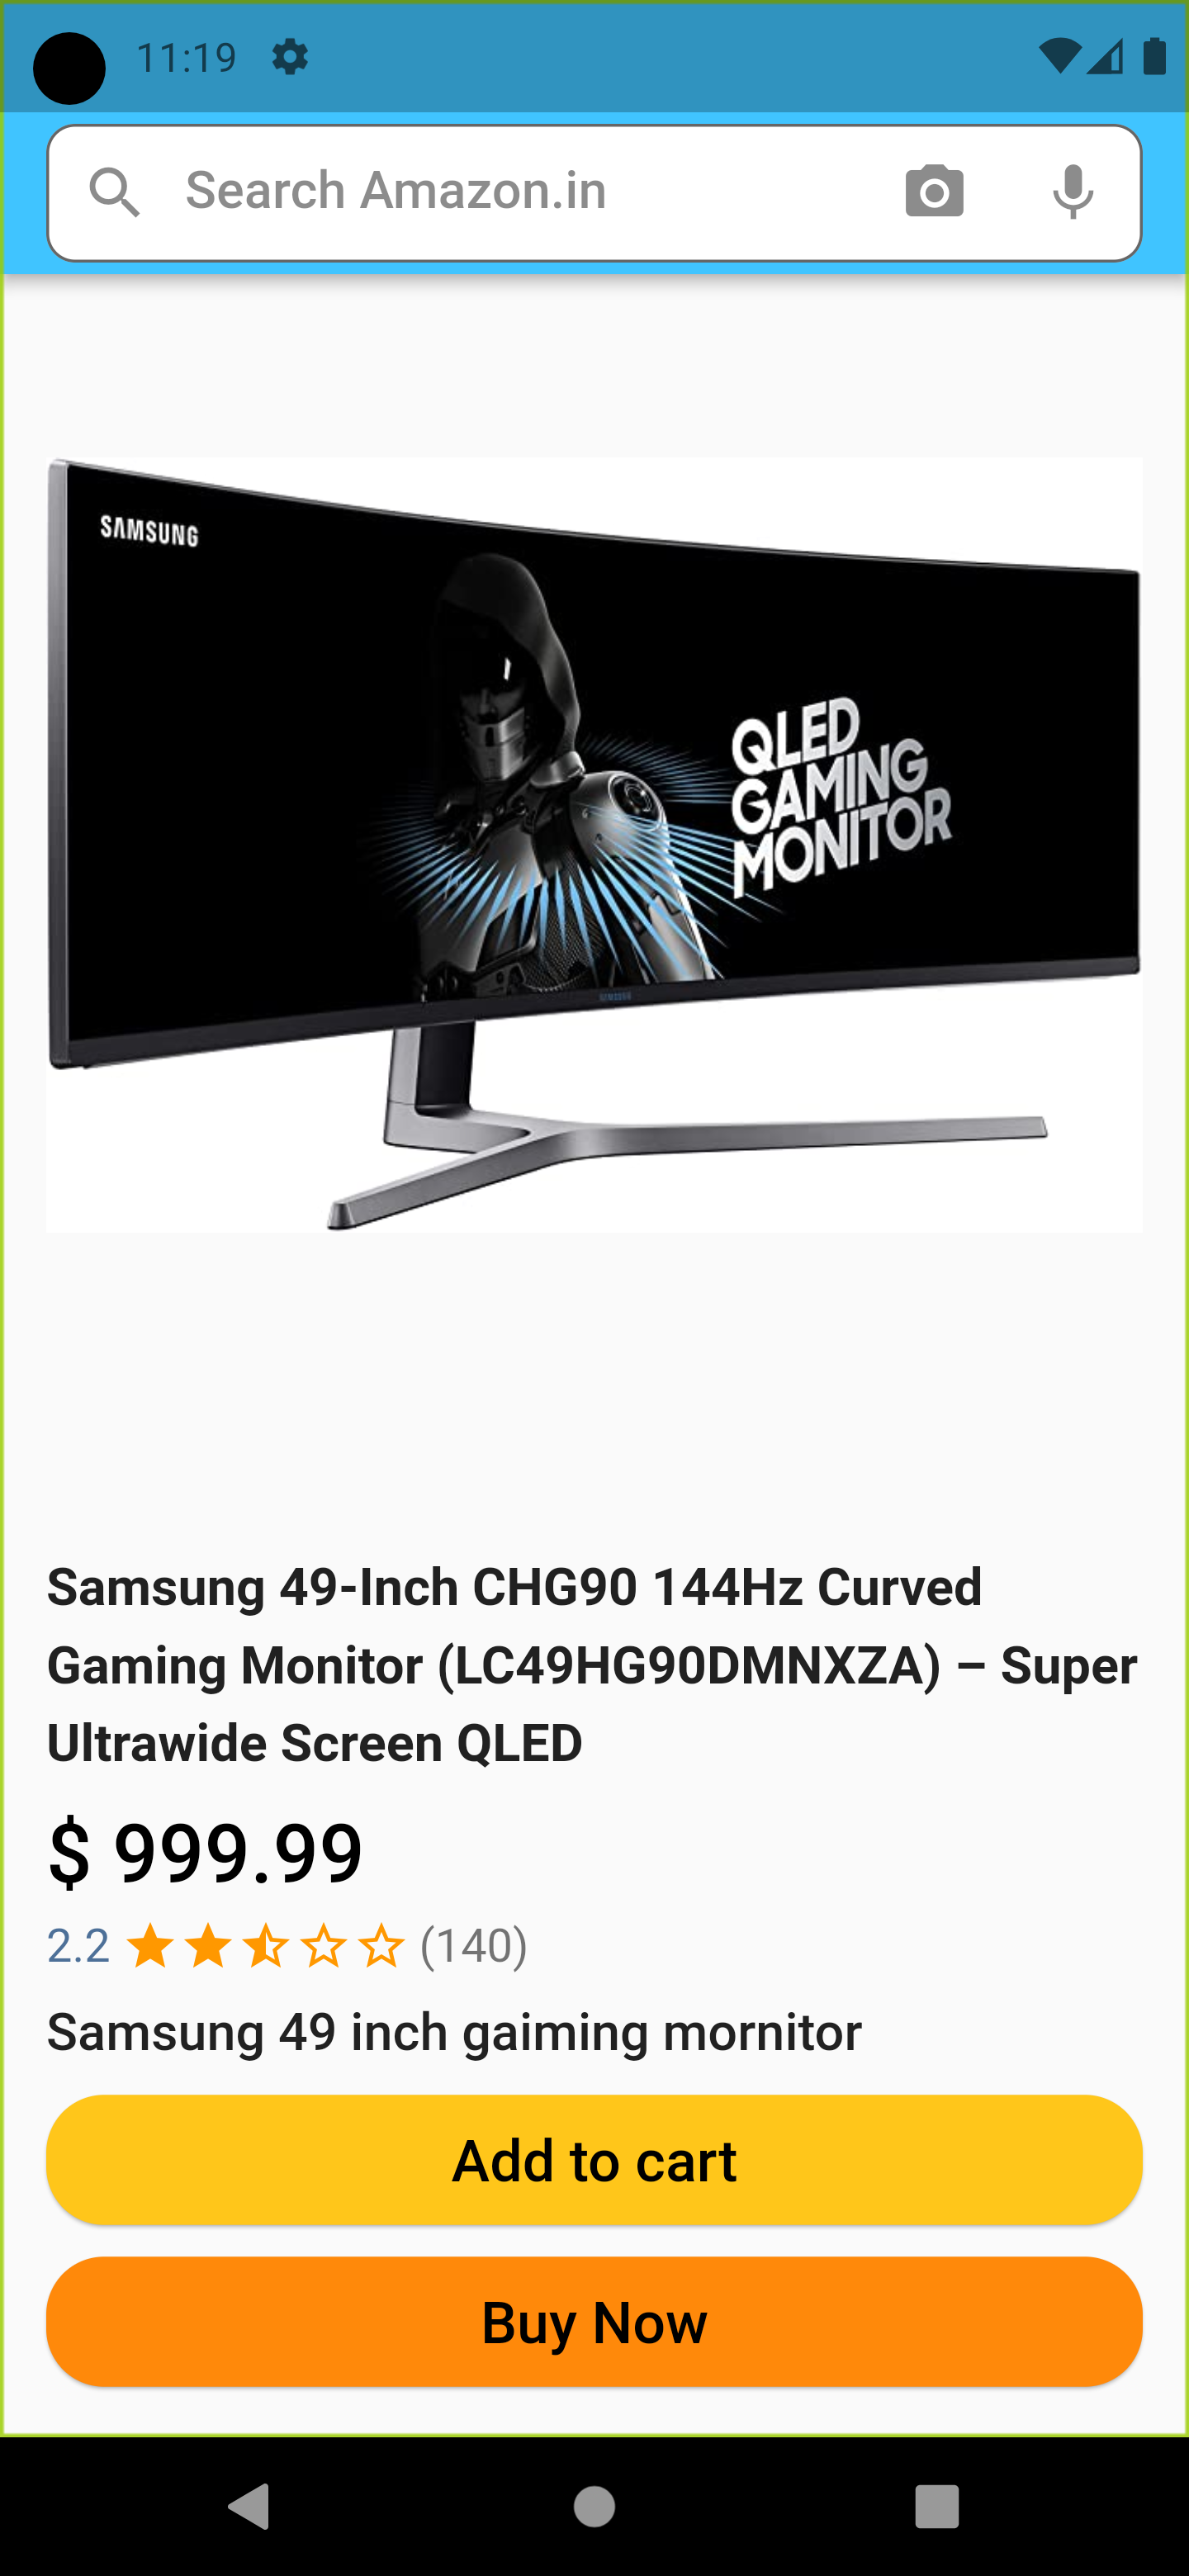 11:19
Search Amazon.in
SAMSUNG
QLED
GAMING
MONITOR
SAMSUNG
Samsung 49-Inch CHG90 144Hz Curved
Gaming Monitor (LC49HG90DMNXZA) – Super
Ultrawide Screen QLED
$ 999.99
2.2 (140)
Samsung 49 inch gaiming mornitor
Add to cart
Buy Now